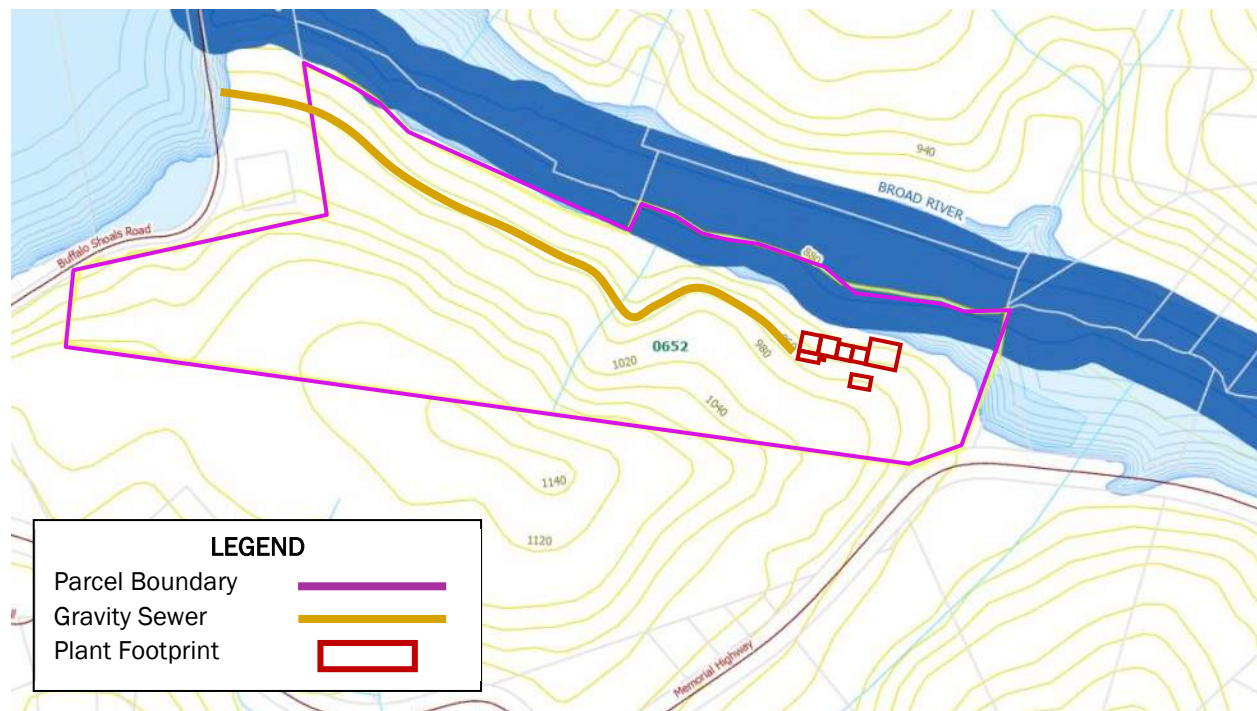 940
BROAD RIVER
Buffalo Shoals Road
880
0652
980
1020
1040
1140
1120
LEGEND
Parcel Boundary
Gravity Sewer
Plant Footprint
Memorial Highway